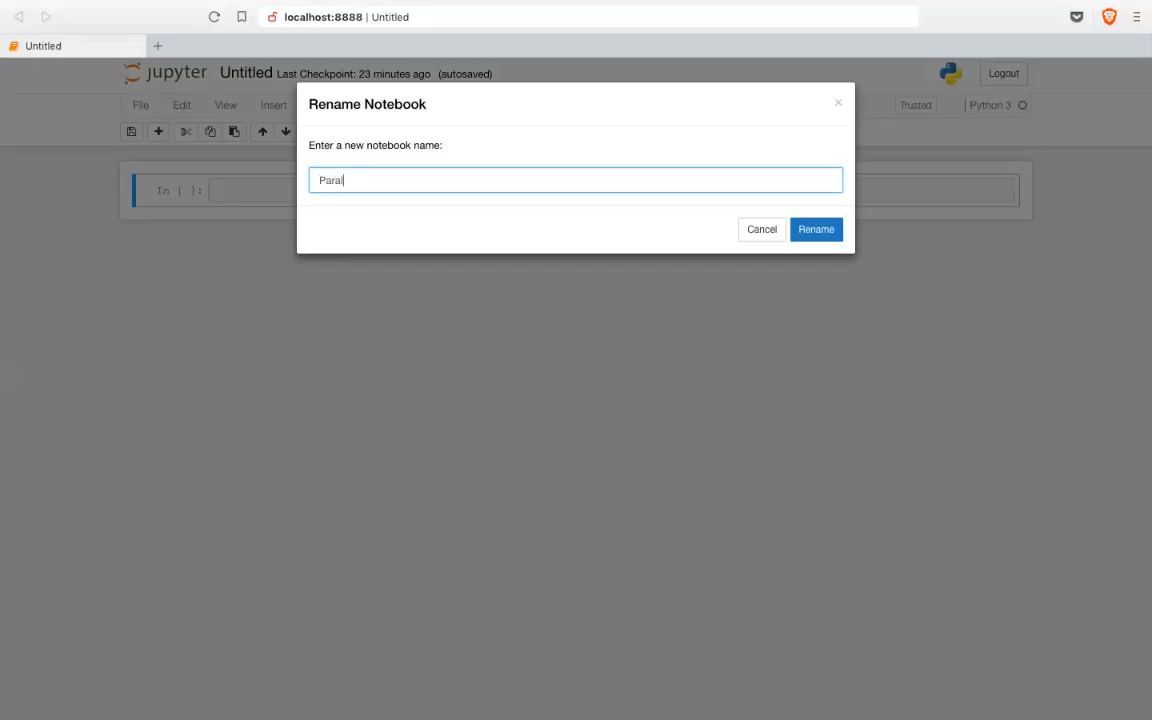 localhost:8888 | Untitled
Untitled
jupyter Untitled Last Checkpoint: 23 minutes ago (autosaved)
Logout
File Edit View Insert
Trusted Python 3
Rename Notebook
×
Enter a new notebook name:
Paral
Cancel Rename
In [ ]: